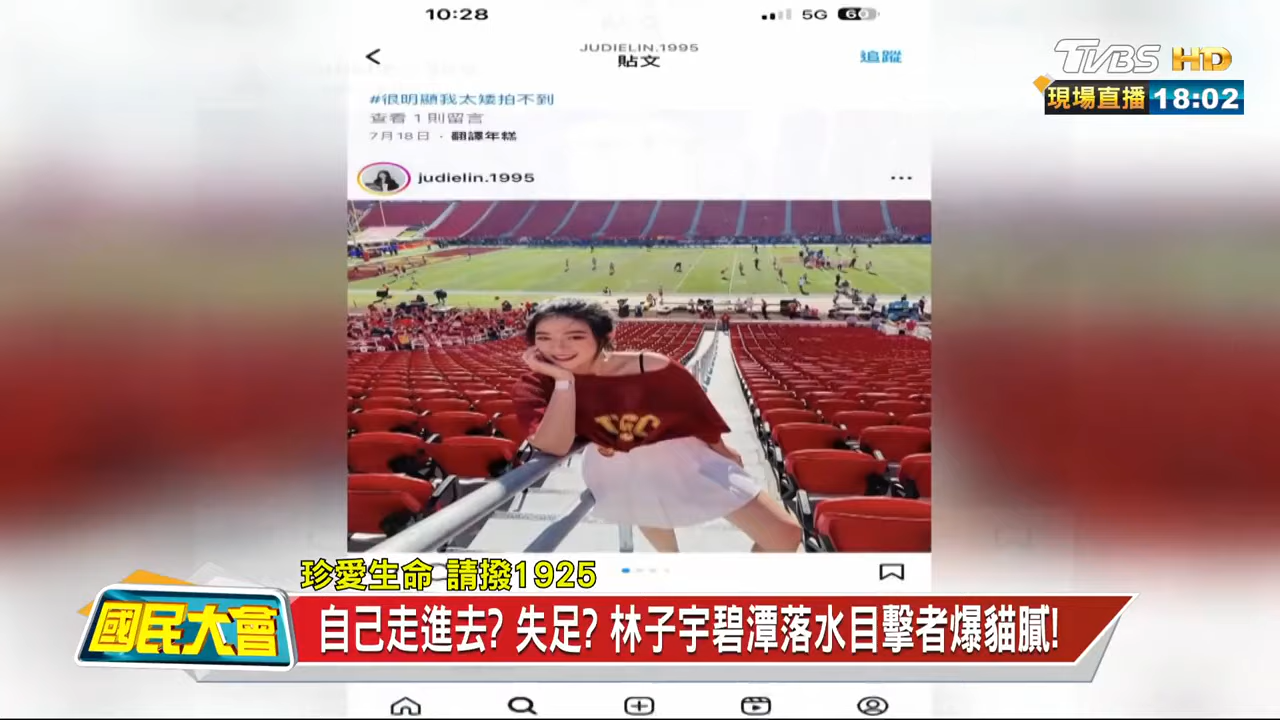 10:28
5G 60
TVBS HD
現場直播 18:02
JUDIELIN.1995
貼文
追蹤
#很明顯我太矮拍不到
查看 1 則留言
7月18日 · 翻譯年糕
judielin.1995
USC
珍愛生命 請撥1925
國民大會
自己走進去? 失足? 林子宇碧潭落水目擊者爆貓膩!